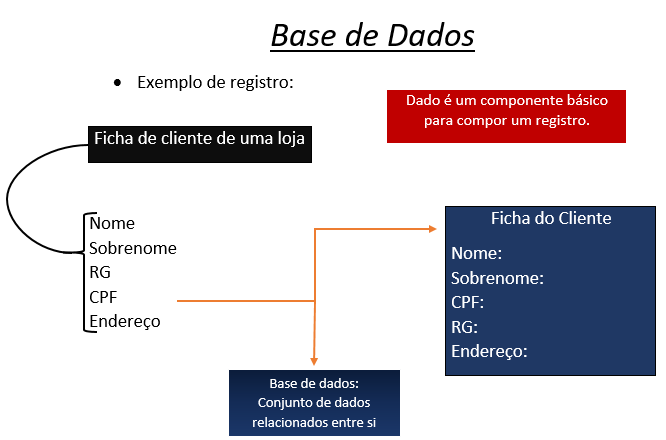 Base de Dados
• Exemplo de registro:
Dado é um componente básico
para compor um registro.
Ficha de cliente de uma loja
Nome
Sobrenome
RG
CPF
Endereço
Ficha do Cliente
Nome:
Sobrenome:
CPF:
RG:
Endereço:
Base de dados:
Conjunto de dados
relacionados entre si